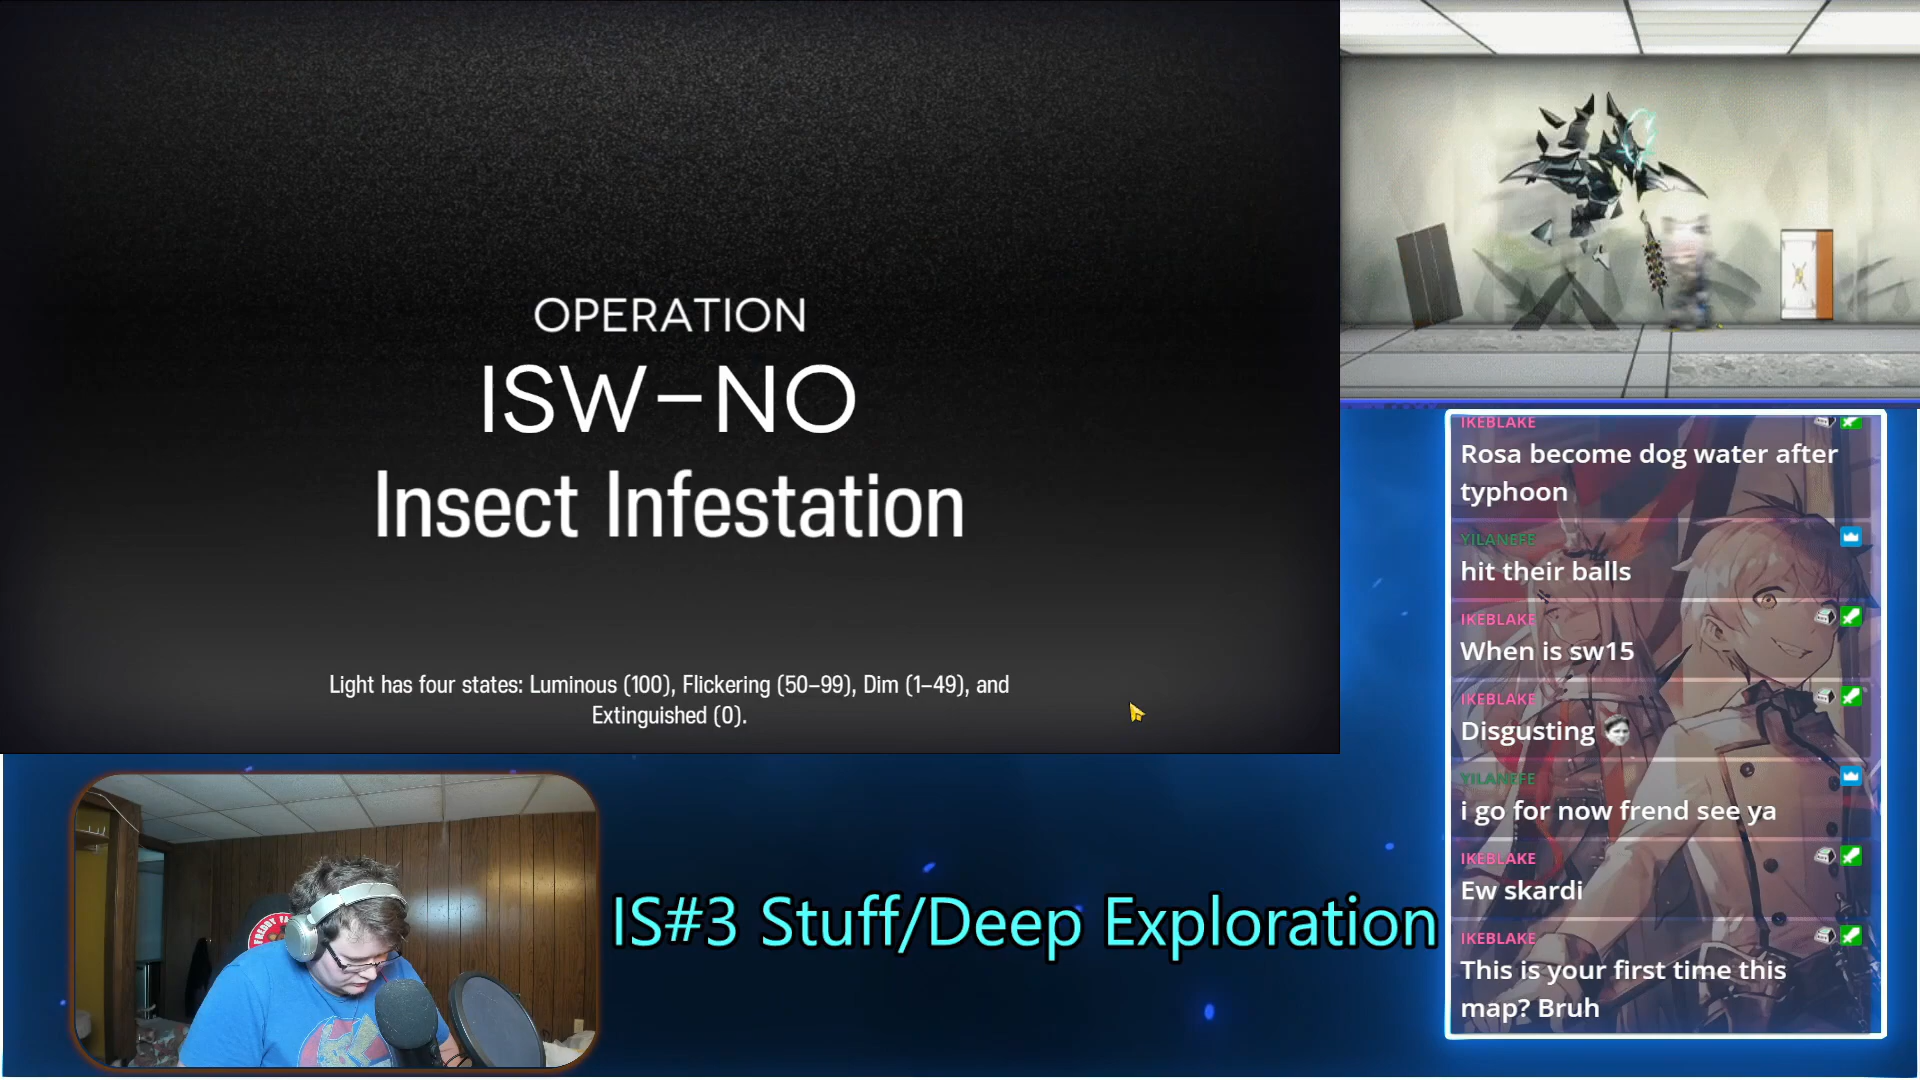 OPERATION
ISW-NO
Insect Infestation
Light has four states: Luminous (100), Flickering (50–99), Dim (1–49), and
Extinguished (0).
IKEBLAKE
Rosa become dog water after
typhoon
YILANEFE
hit their balls
IKEBLAKE
When is sw15
IKEBLAKE
Disgusting
YILANEFE
i go for now frend see ya
IKEBLAKE
Ew skardi
IKEBLAKE
This is your first time this
map? Bruh
IS#3 Stuff/Deep Exploration